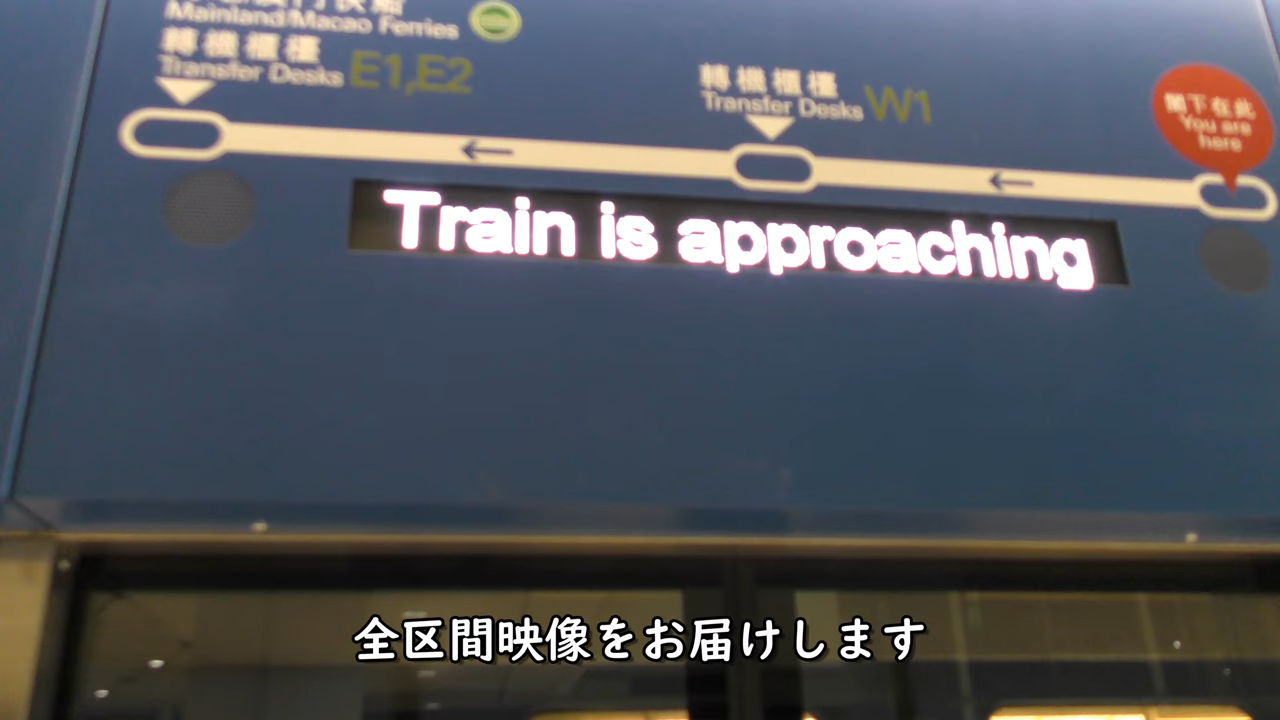 Mainland/Macao Ferries
轉機櫃檯
Transfer Desks E1,E2
轉機櫃檯
Transfer Desks W1
閣下在此
You are
here
Train is approaching
全区間映像をお届けします